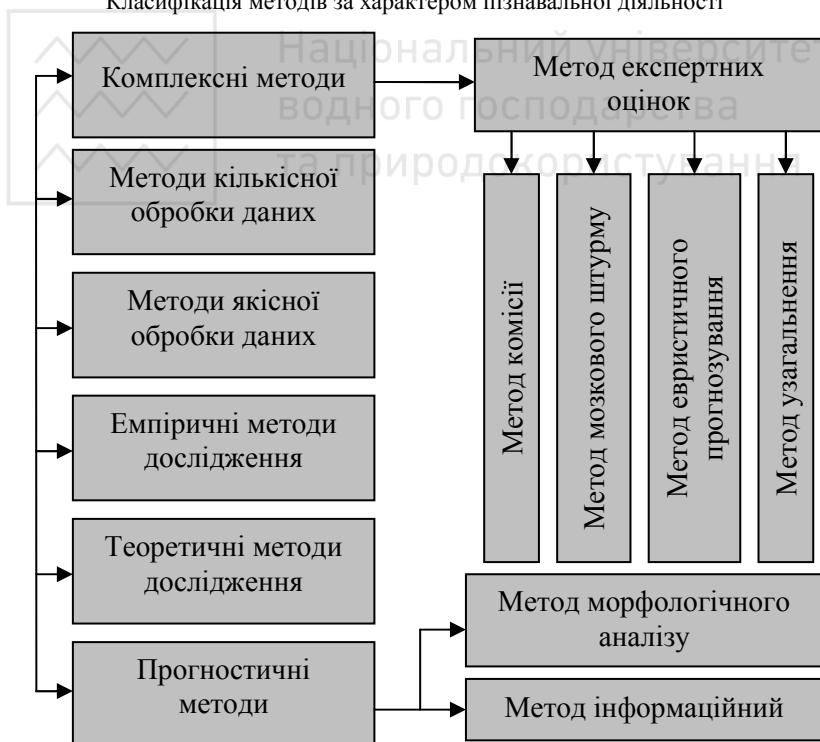 Класифікація методів за характером пізнавальної діяльності
Національний університет
водного господарства
та природокористування
Комплексні методи
Метод експертних
оцінок
Методи кількісної
обробки даних
Методи якісної
обробки даних
Емпіричні методи
дослідження
Теоретичні методи
дослідження
Прогностичні
методи
Метод комісії
Метод мозкового штурму
Метод евристичного
прогнозування
Метод узагальнення
Метод морфологічного
аналізу
Метод інформаційний